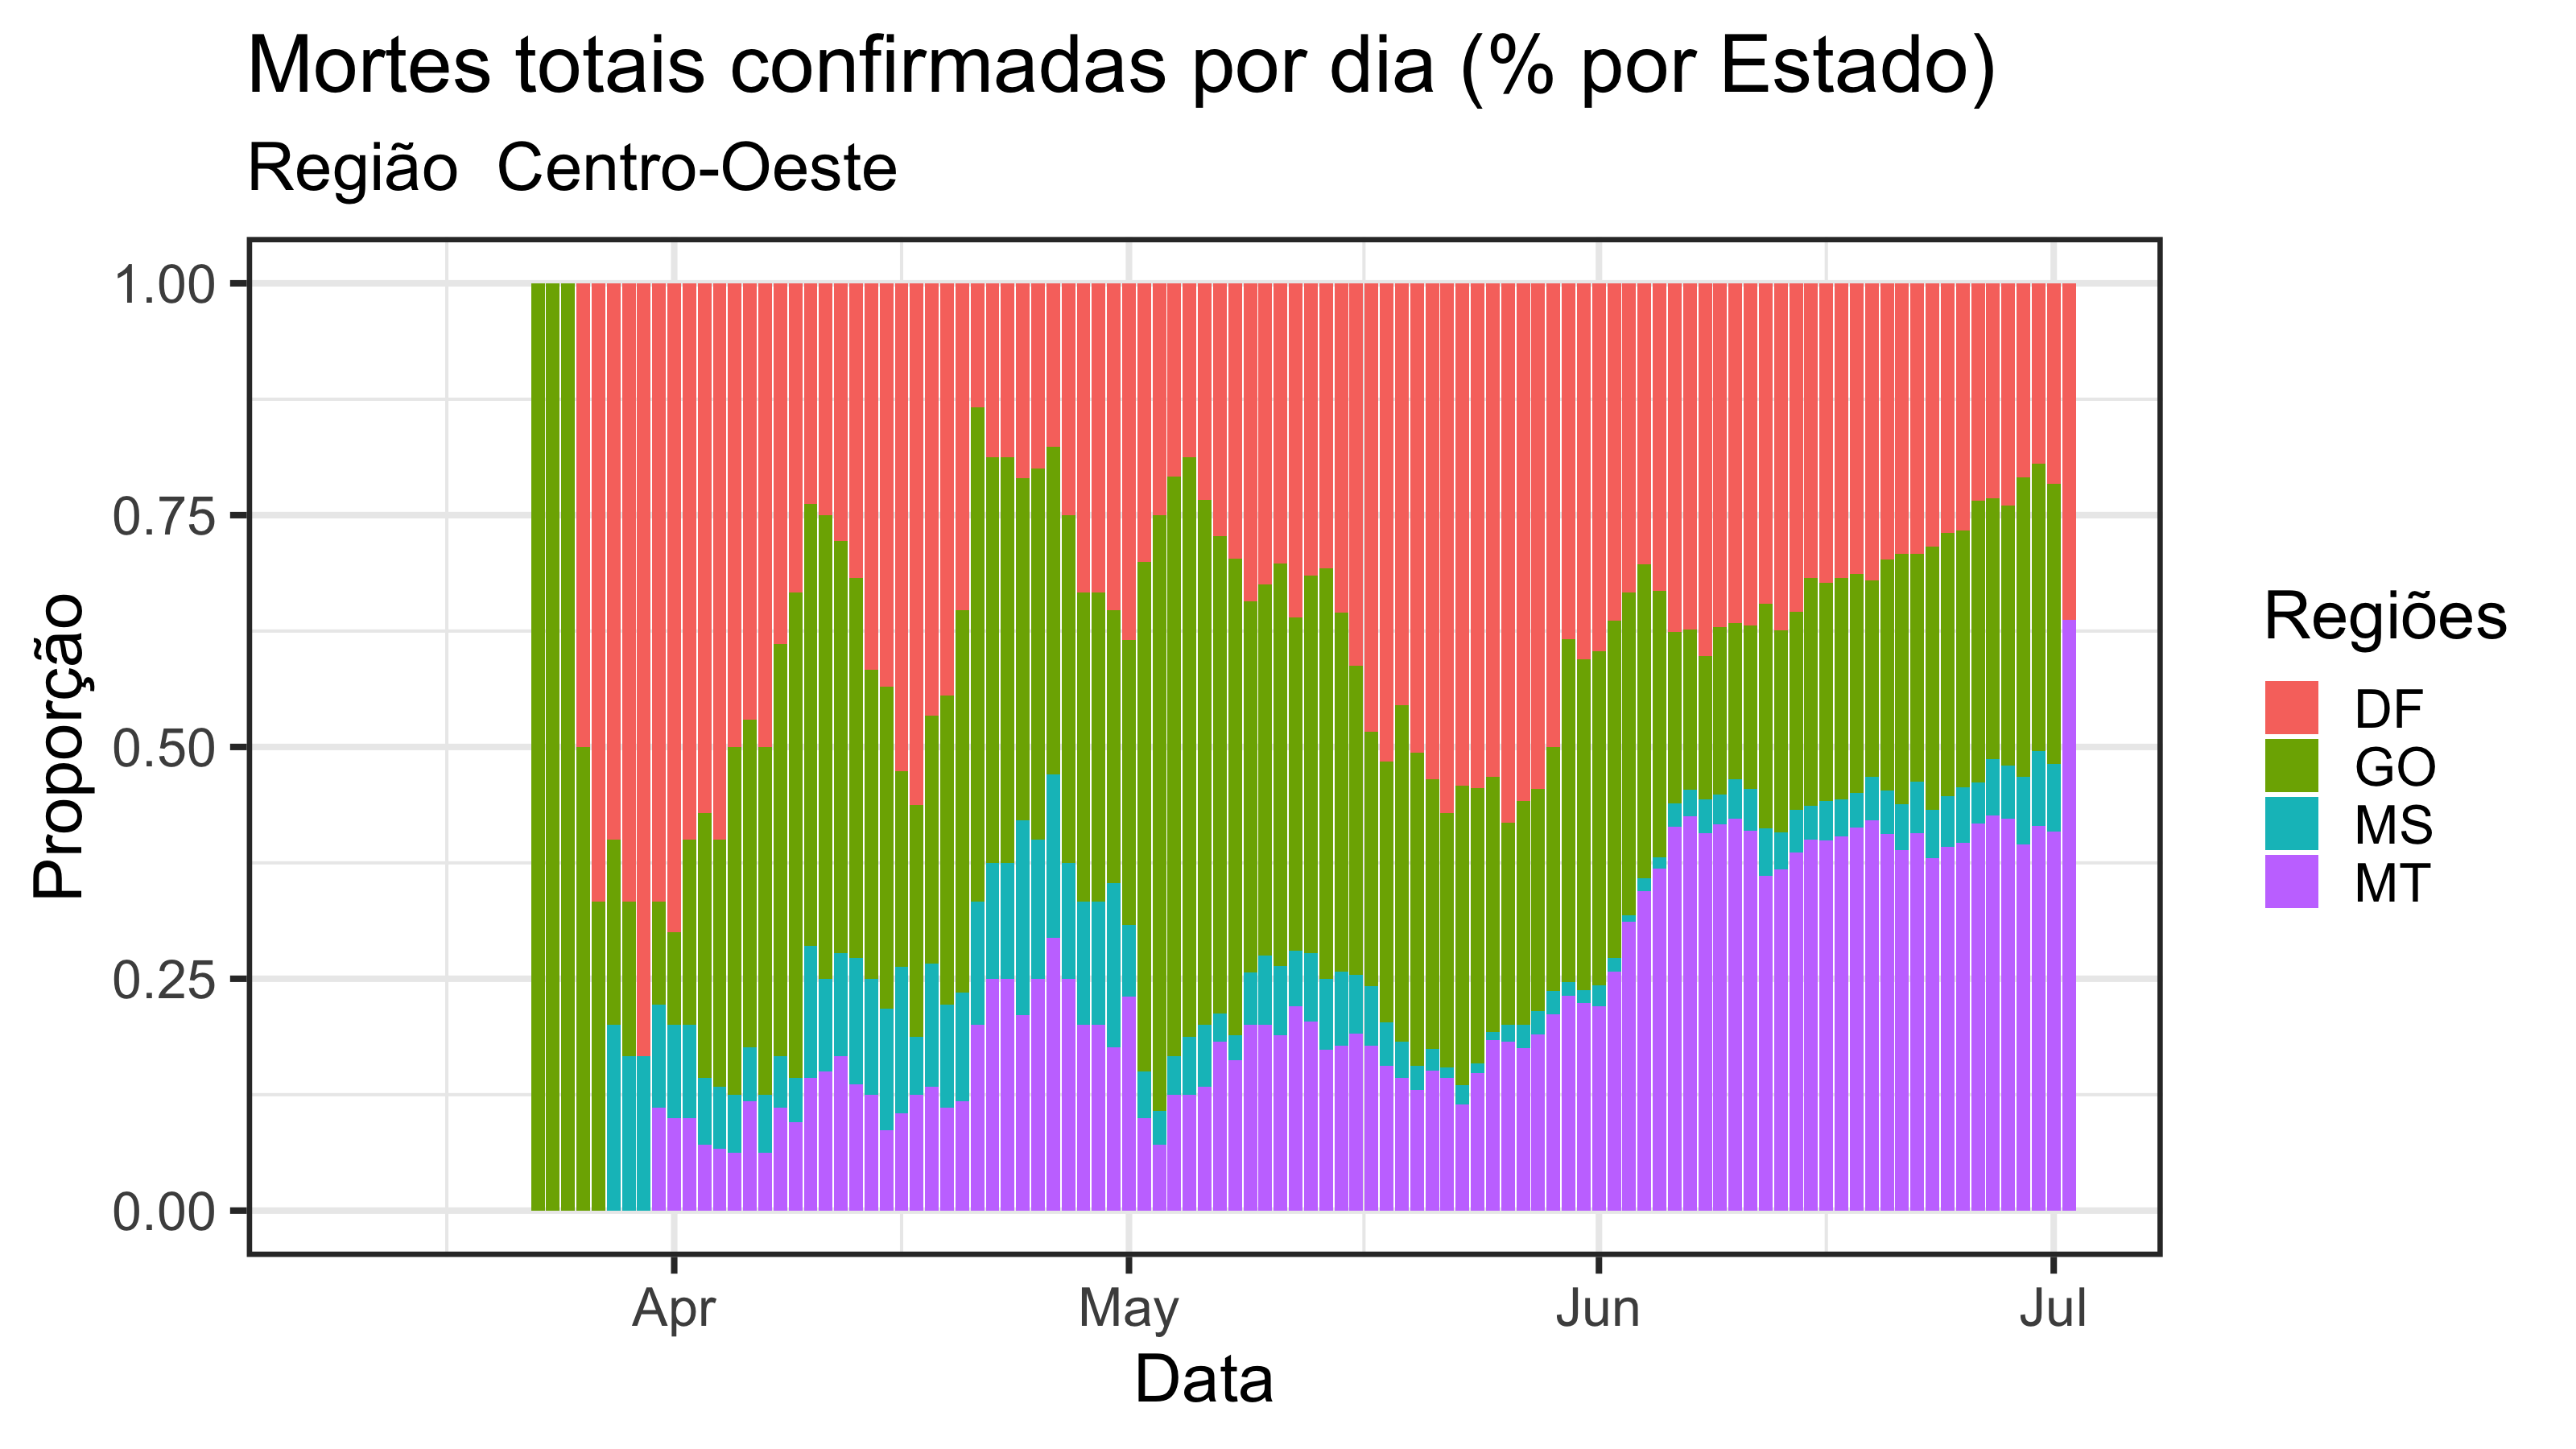 Mortes totais confirmadas por dia (% por Estado)
Região  Centro-Oeste
Proporção
1.00
0.75
0.50
0.25
0.00
Apr May Jun Jul
Data
Regiões
DF
GO
MS
MT